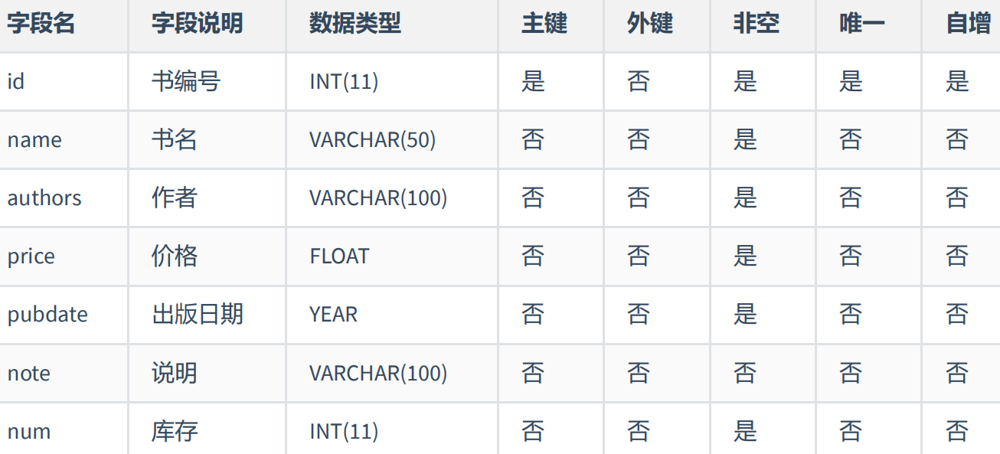 字段名 字段说明 数据类型 主键 外键 非空 唯一 自增
id 书编号 INT(11) 是 否 是 是 是
name 书名 VARCHAR(50) 否 否 是 否 否
authors 作者 VARCHAR(100) 否 否 是 否 否
price 价格 FLOAT 否 否 是 否 否
pubdate 出版日期 YEAR 否 否 是 否 否
note 说明 VARCHAR(100) 否 否 否 否 否
num 库存 INT(11) 否 否 是 否 否